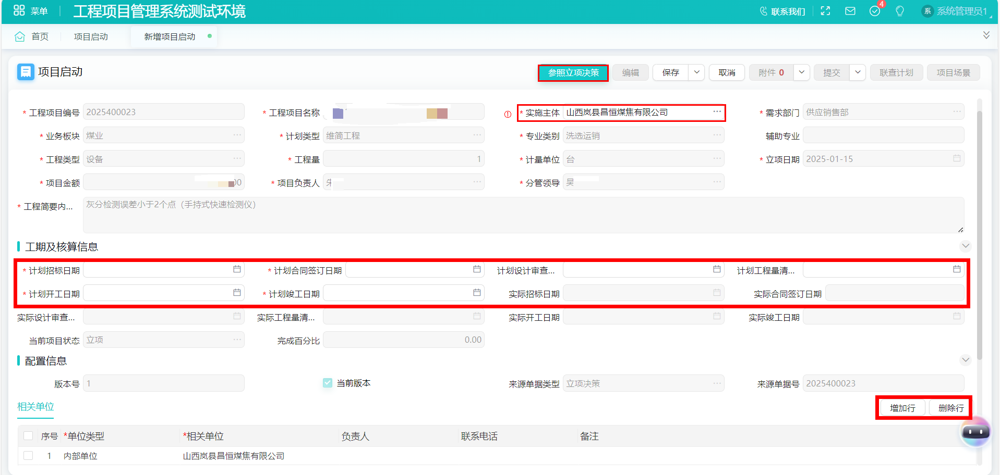 菜单 工程项目管理系统测试环境 联系我们 4 系 系统管理员1
首页 项目启动 新增项目启动
项目启动 参照立项决策 编辑 保存 取消 附件 0 提交 联查计划 项目场景
* 工程项目编号 2025400023 * 工程项目名称 ① * 实施主体 山西岚县昌恒煤焦有限公司 ··· * 需求部门 供应销售部 ···
* 业务板块 煤业 ··· * 计划类型 维简工程 ··· * 专业类别 洗选运销 ··· 辅助专业
* 工程类型 设备 ··· * 工程量 1 * 计量单位 台 ··· * 立项日期 2025-01-15
* 项目金额 00 * 项目负责人 朱 ··· * 分管领导 吴 ···
* 工程简要内... 灰分检测误差小于2个点（手持式快速检测仪）
工期及核算信息
* 计划招标日期 * 计划合同签订日期 计划设计审查... 计划工程量清...
* 计划开工日期 * 计划竣工日期 实际招标日期 实际合同签订日期
实际设计审查... 实际工程量清... 实际开工日期 实际竣工日期
当前项目状态 立项 ··· 完成百分比 0.00
配置信息
版本号 1 当前版本 来源单据类型 立项决策 ··· 来源单据号 2025400023
相关单位 增加行 删除行
序号 *单位类型 *相关单位 负责人 联系电话 备注
1 内部单位 山西岚县昌恒煤焦有限公司